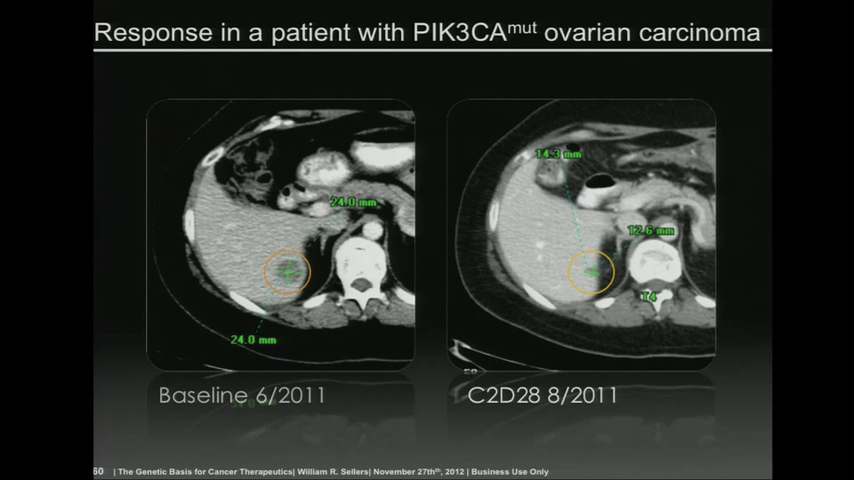 Response in a patient with PIK3CAmut ovarian carcinoma
14.3 mm
24.0 mm
12.6 mm
T4
24.0 mm
Baseline 6/2011
C2D28 8/2011
60 | The Genetic Basis for Cancer Therapeutics| William R. Sellers| November 27th, 2012 | Business Use Only